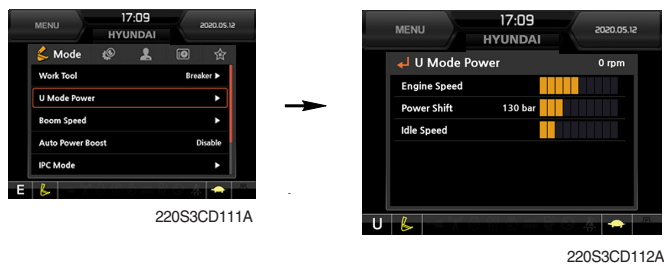 17:09
MENU
2020.05.12
HYUNDAI
Mode
Work Tool Breaker
U Mode Power
Boom Speed
Auto Power Boost Disable
IPC Mode
E
220S3CD111A
17:09
MENU
2020.05.12
HYUNDAI
U Mode Power 0 rpm
Engine Speed
Power Shift 130 bar
Idle Speed
U
220S3CD112A